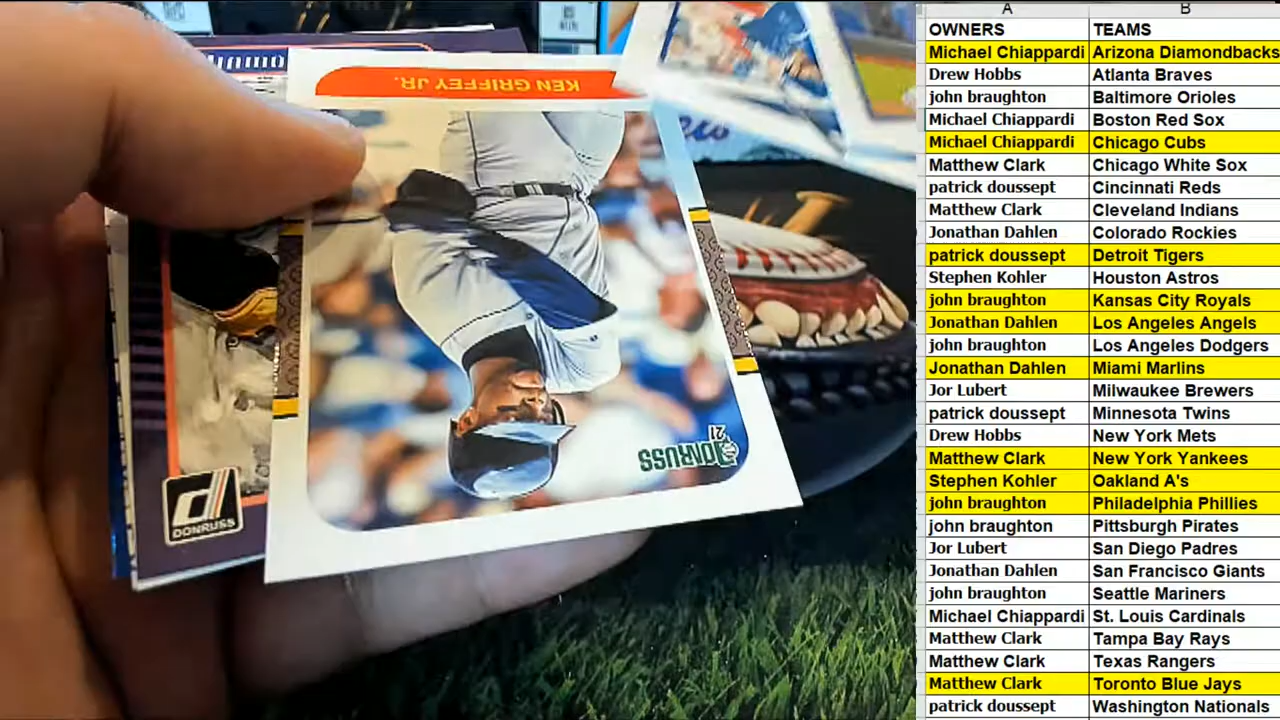 KEN GRIFFEY JR.
DONRUSS
21
DONRUSS
A B
OWNERS TEAMS
Michael Chiappardi Arizona Diamondbacks
Drew Hobbs Atlanta Braves
john braughton Baltimore Orioles
Michael Chiappardi Boston Red Sox
Michael Chiappardi Chicago Cubs
Matthew Clark Chicago White Sox
patrick doussept Cincinnati Reds
Matthew Clark Cleveland Indians
Jonathan Dahlen Colorado Rockies
patrick doussept Detroit Tigers
Stephen Kohler Houston Astros
john braughton Kansas City Royals
Jonathan Dahlen Los Angeles Angels
john braughton Los Angeles Dodgers
Jonathan Dahlen Miami Marlins
Jor Lubert Milwaukee Brewers
patrick doussept Minnesota Twins
Drew Hobbs New York Mets
Matthew Clark New York Yankees
Stephen Kohler Oakland A's
john braughton Philadelphia Phillies
john braughton Pittsburgh Pirates
Jor Lubert San Diego Padres
Jonathan Dahlen San Francisco Giants
john braughton Seattle Mariners
Michael Chiappardi St. Louis Cardinals
Matthew Clark Tampa Bay Rays
Matthew Clark Texas Rangers
Matthew Clark Toronto Blue Jays
patrick doussept Washington Nationals